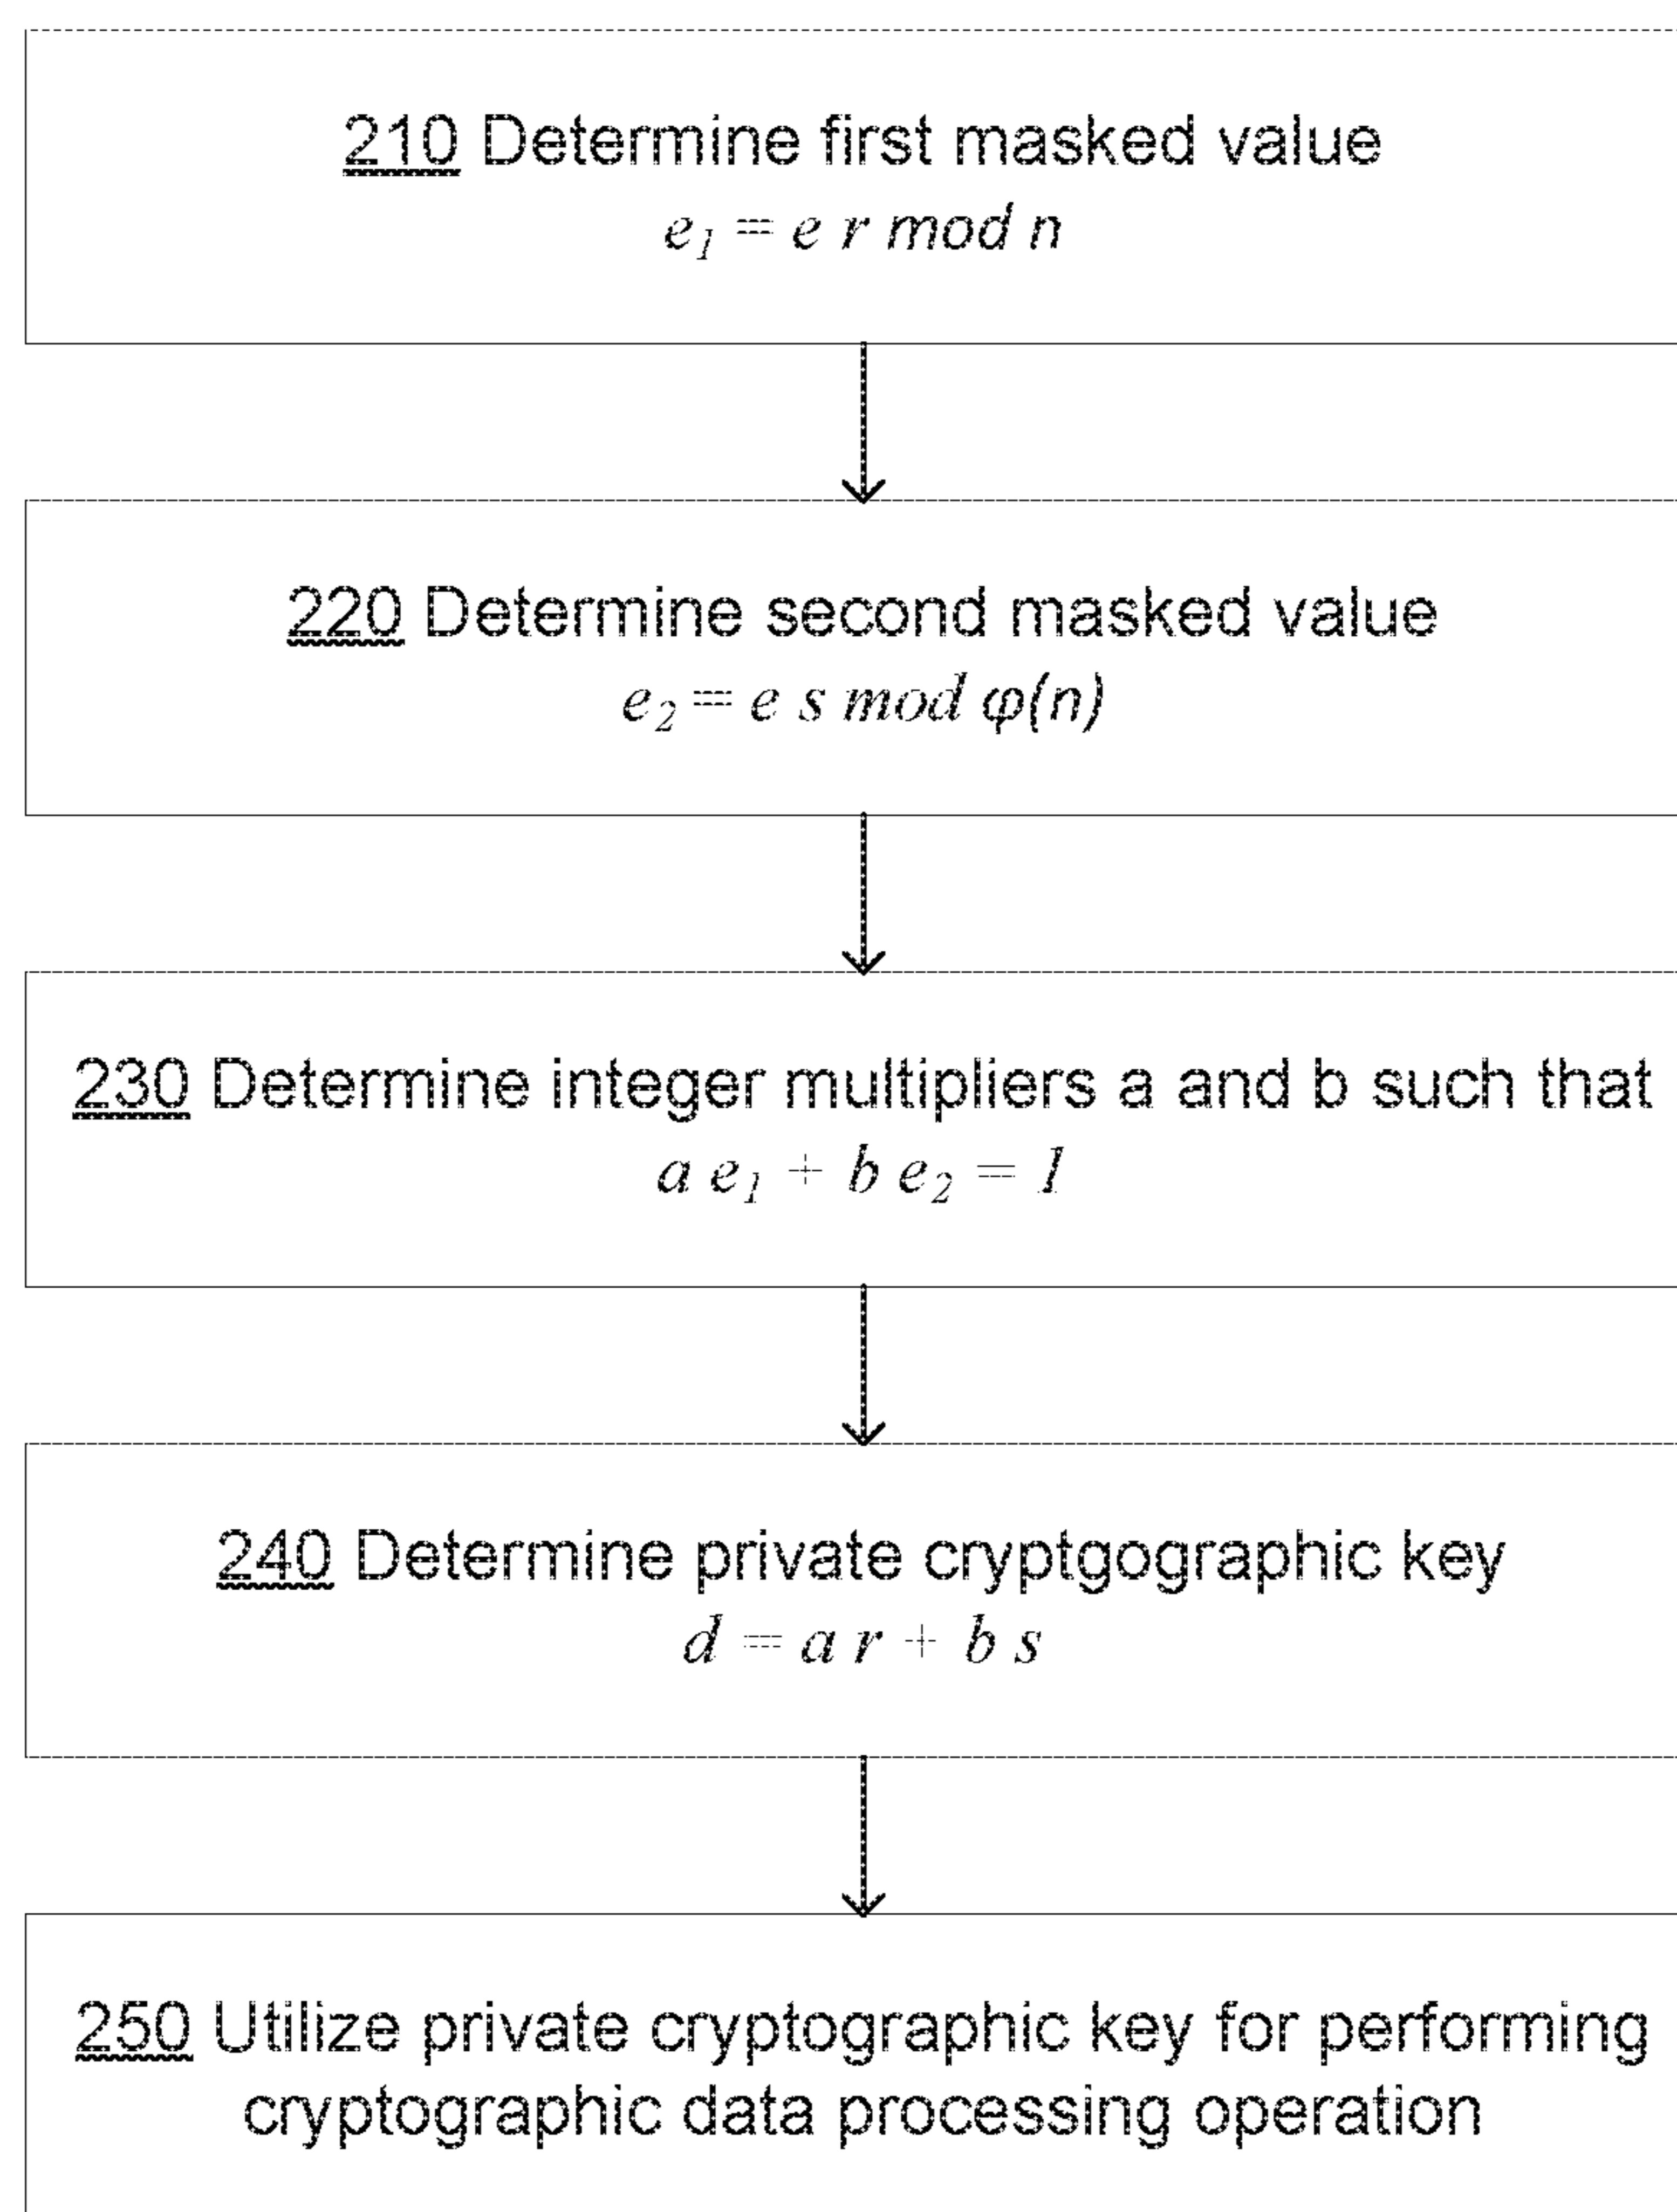 210 Determine first masked value
e₁ = e r mod n
220 Determine second masked value
e₂ = e s mod φ(n)
230 Determine integer multipliers a and b such that
a e₁ + b e₂ = 1
240 Determine private cryptgographic key
d = a r + b s
250 Utilize private cryptographic key for performing
cryptographic data processing operation